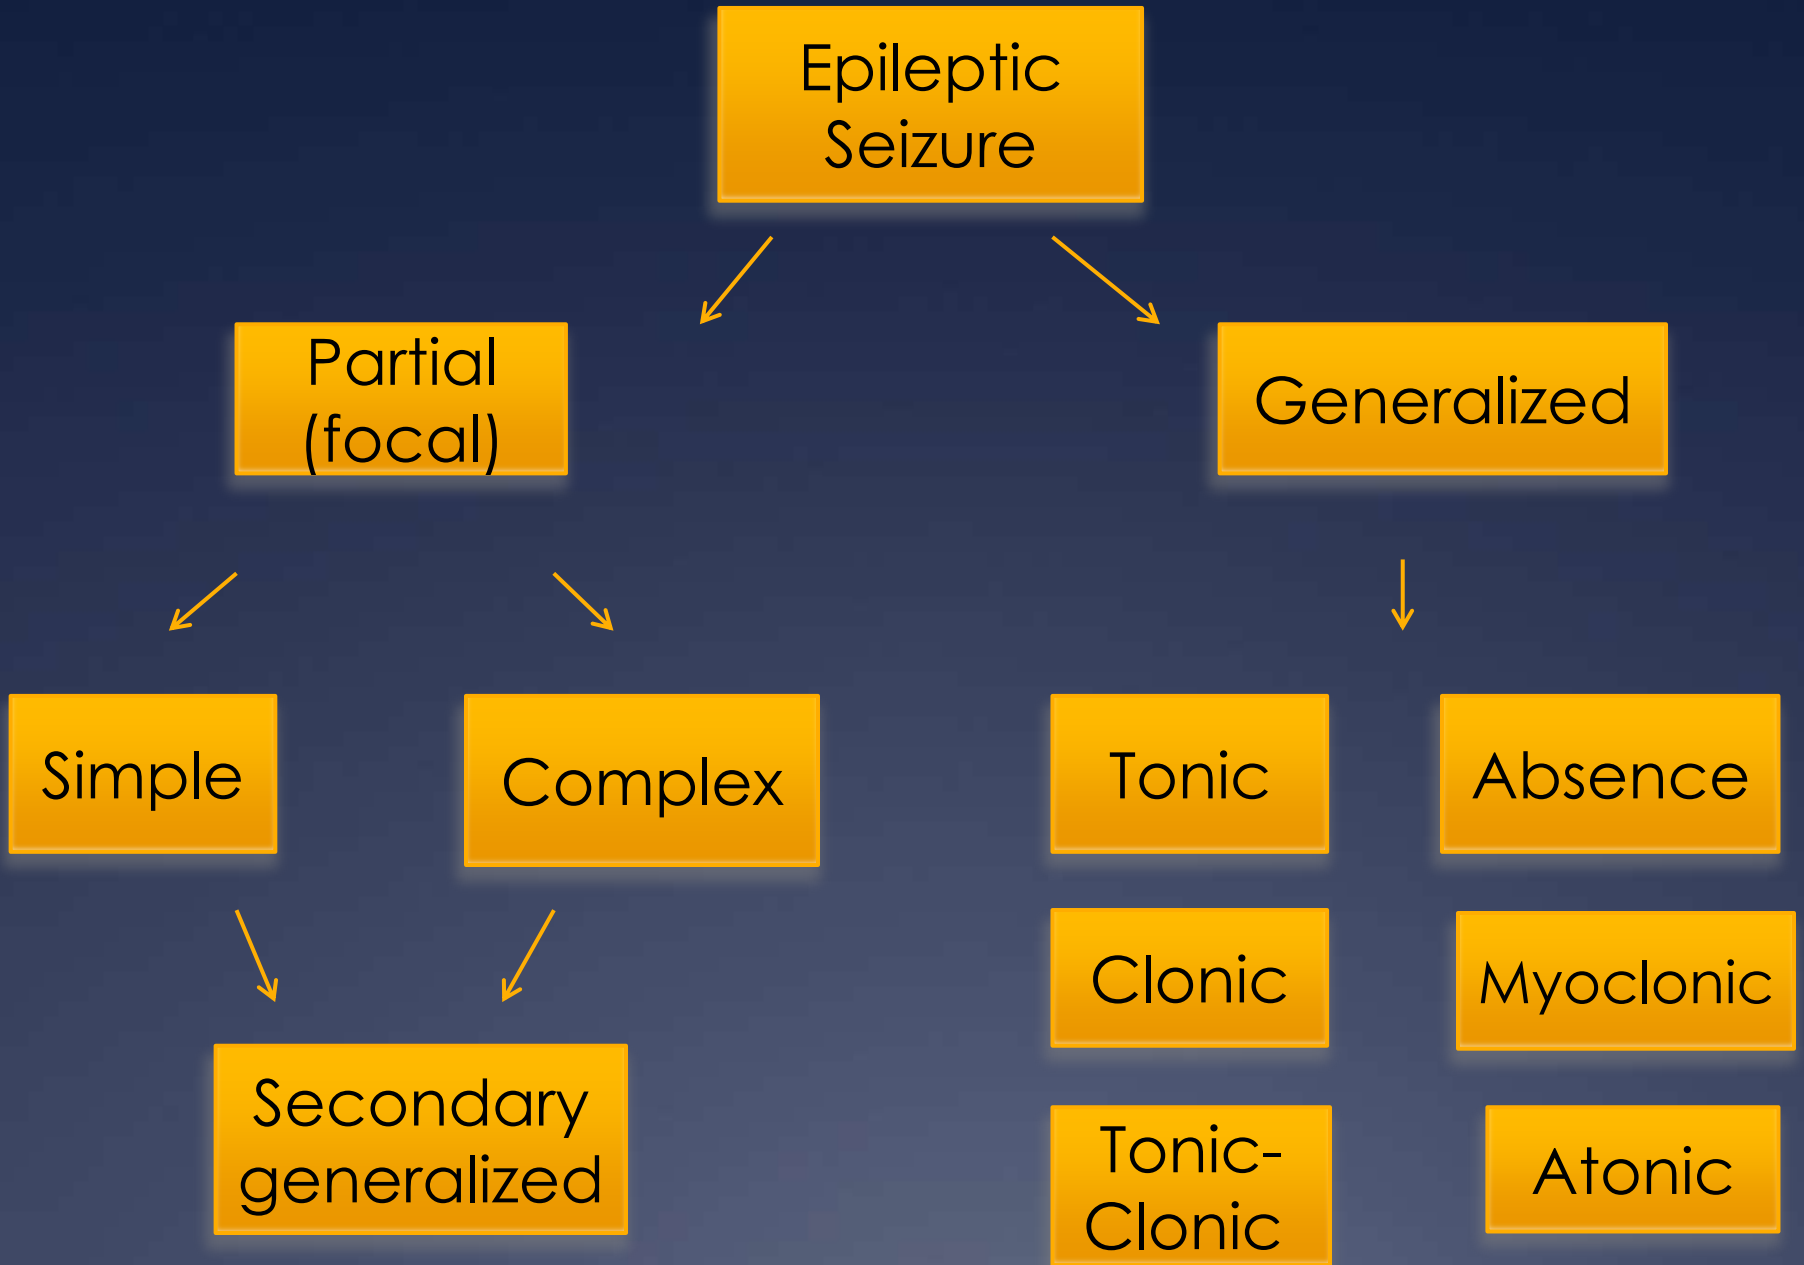 Epileptic
Seizure
Partial
(focal)
Generalized
Simple
Complex
Tonic
Absence
Clonic
Myoclonic
Secondary
generalized
Tonic-
Clonic
Atonic